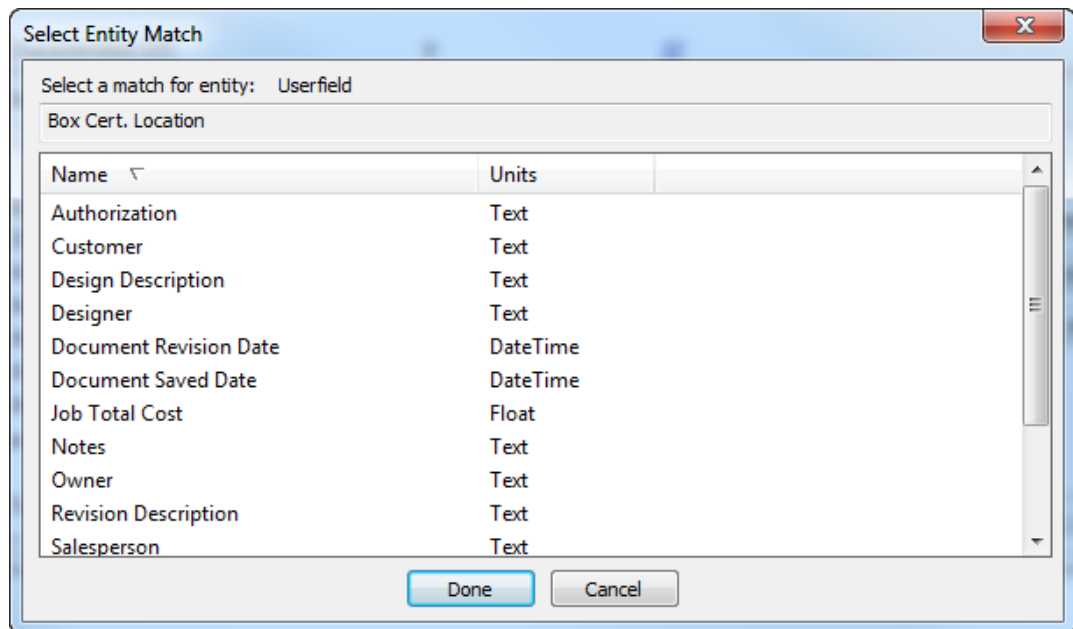 Select Entity Match
Select a match for entity: Userfield
Box Cert. Location
Name Units
Authorization Text
Customer Text
Design Description Text
Designer Text
Document Revision Date DateTime
Document Saved Date DateTime
Job Total Cost Float
Notes Text
Owner Text
Revision Description Text
Salesperson Text
Done Cancel